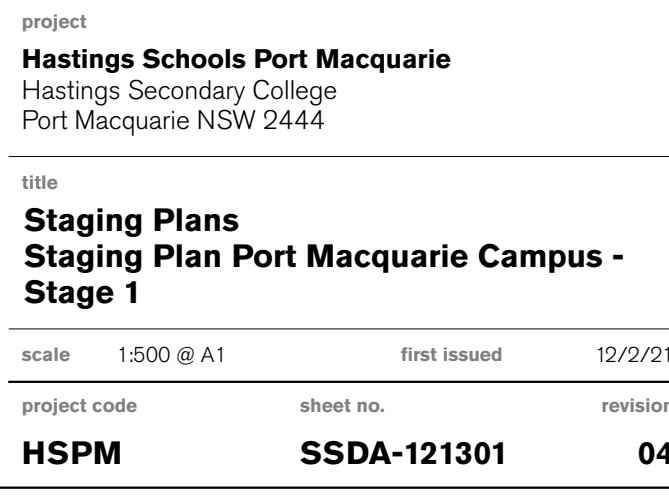 project
Hastings Schools Port Macquarie
Hastings Secondary College
Port Macquarie NSW 2444
title
Staging Plans
Staging Plan Port Macquarie Campus -
Stage 1
scale 1:500 @ A1 first issued 12/2/21
project code sheet no. revision
HSPM SSDA-121301 04